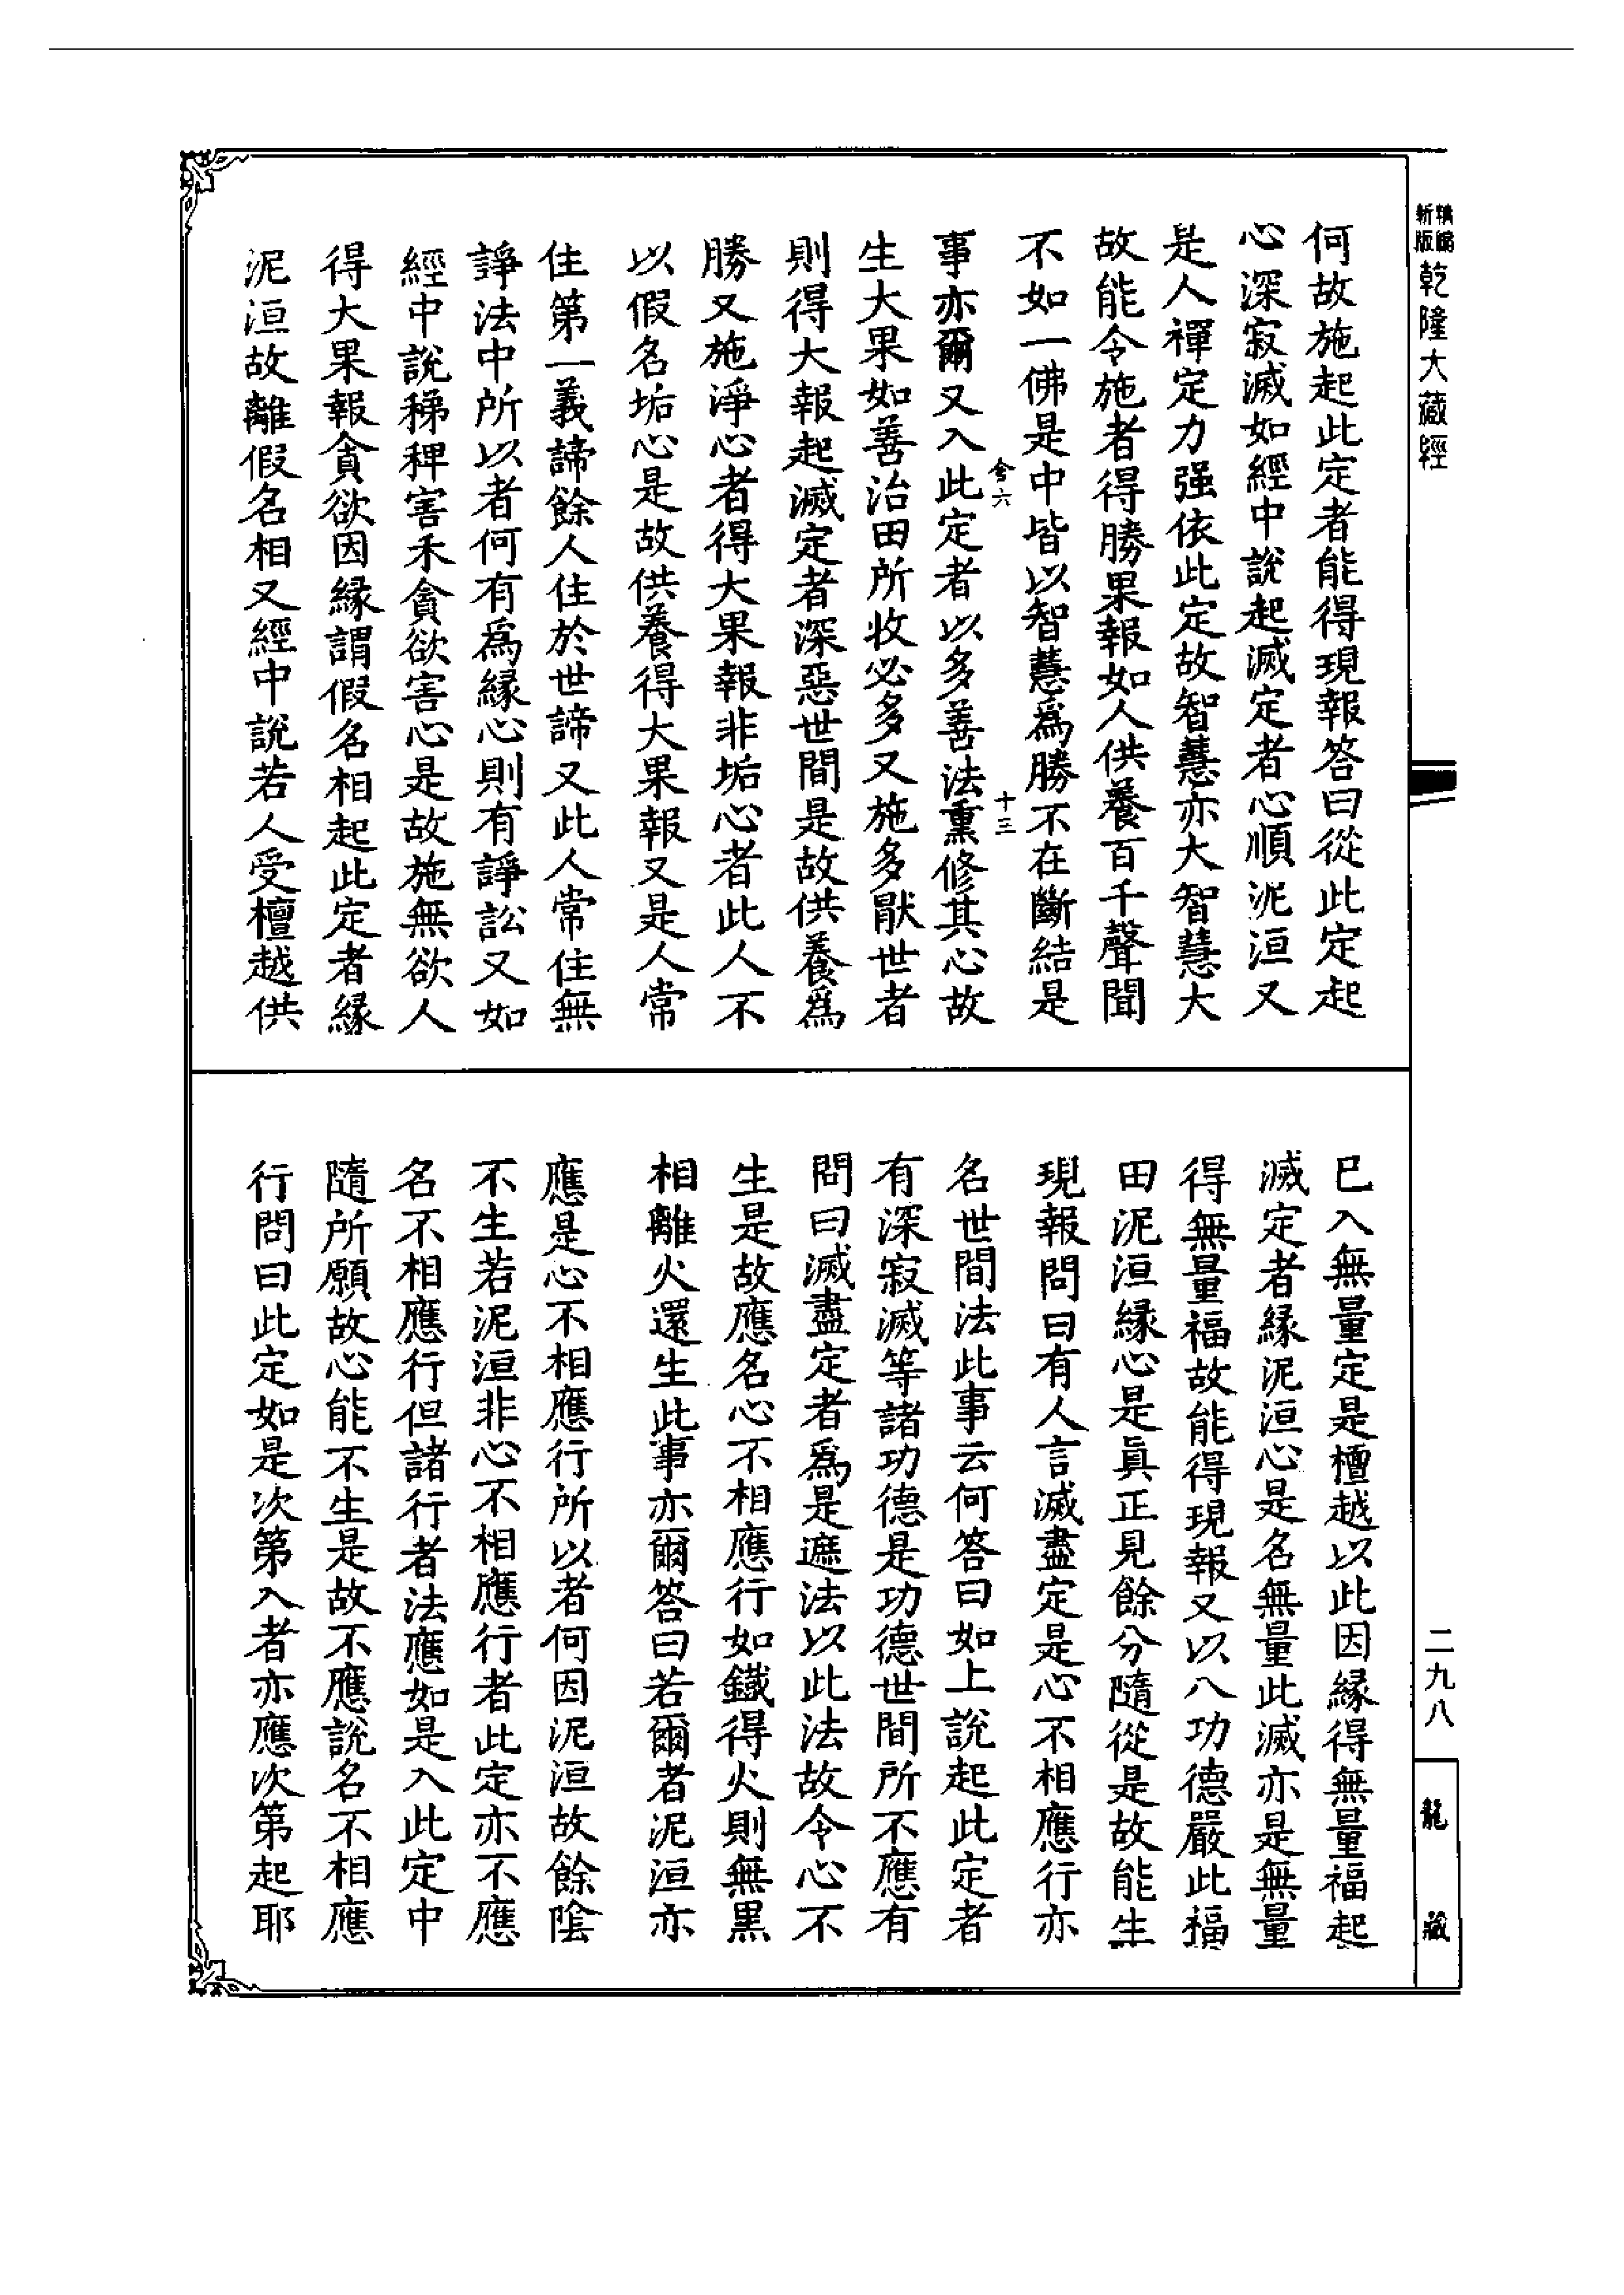 新編
新版
乾隆大藏經
何故施起此定者能得現報答曰從此定起
心深寂滅如經中說起滅定者心順泥洹又
是人禪定力强依此定故智慧亦大智慧大
故能令施者得勝果報如人供養百千聲聞
不如一佛是中皆以智慧爲勝不在斷結是
六
十三
事亦爾又入此定者以多善法熏修其心故
生大果如善治田所收必多又施多猒世者
則得大報起滅定者深惡世間是故供養爲
勝又施淨心者得大果報非垢心者此人不
以假名垢心是故供養得大果報又是人常
住第一義諦餘人住於世諦又此人常住無
諍法中所以者何有爲緣心則有諍訟又如
經中說稊稗害禾貪欲害心是故施無欲人
得大果報貪欲因緣謂假名相起此定者緣
泥洹故離假名相又經中說若人受檀越供
已入無量定是檀越以此因緣得無量福起
滅定者緣泥洹心是名無量此滅亦是無量
得無量福故能得現報又以八功德嚴此福
田泥洹緣心是眞正見餘分隨從是故能生
現報問曰有人言滅盡定是心不相應行亦
名世間法此事云何答曰如上說起此定者
有深寂滅等諸功德是功德世間所不應有
問曰滅盡定者爲是遮法以此法故令心不
生是故應名心不相應行如鐵得火則無黑
相離火還生此事亦爾答曰若爾者泥洹亦
應是心不相應行所以者何因泥洹故餘陰
不生若泥洹非心不相應行者此定亦不應
名不相應行但諸行者法應如是入此定中
隨所願故心能不生是故不應說名不相應
行問曰此定如是次第入者亦應次第起耶
二九八
龍藏